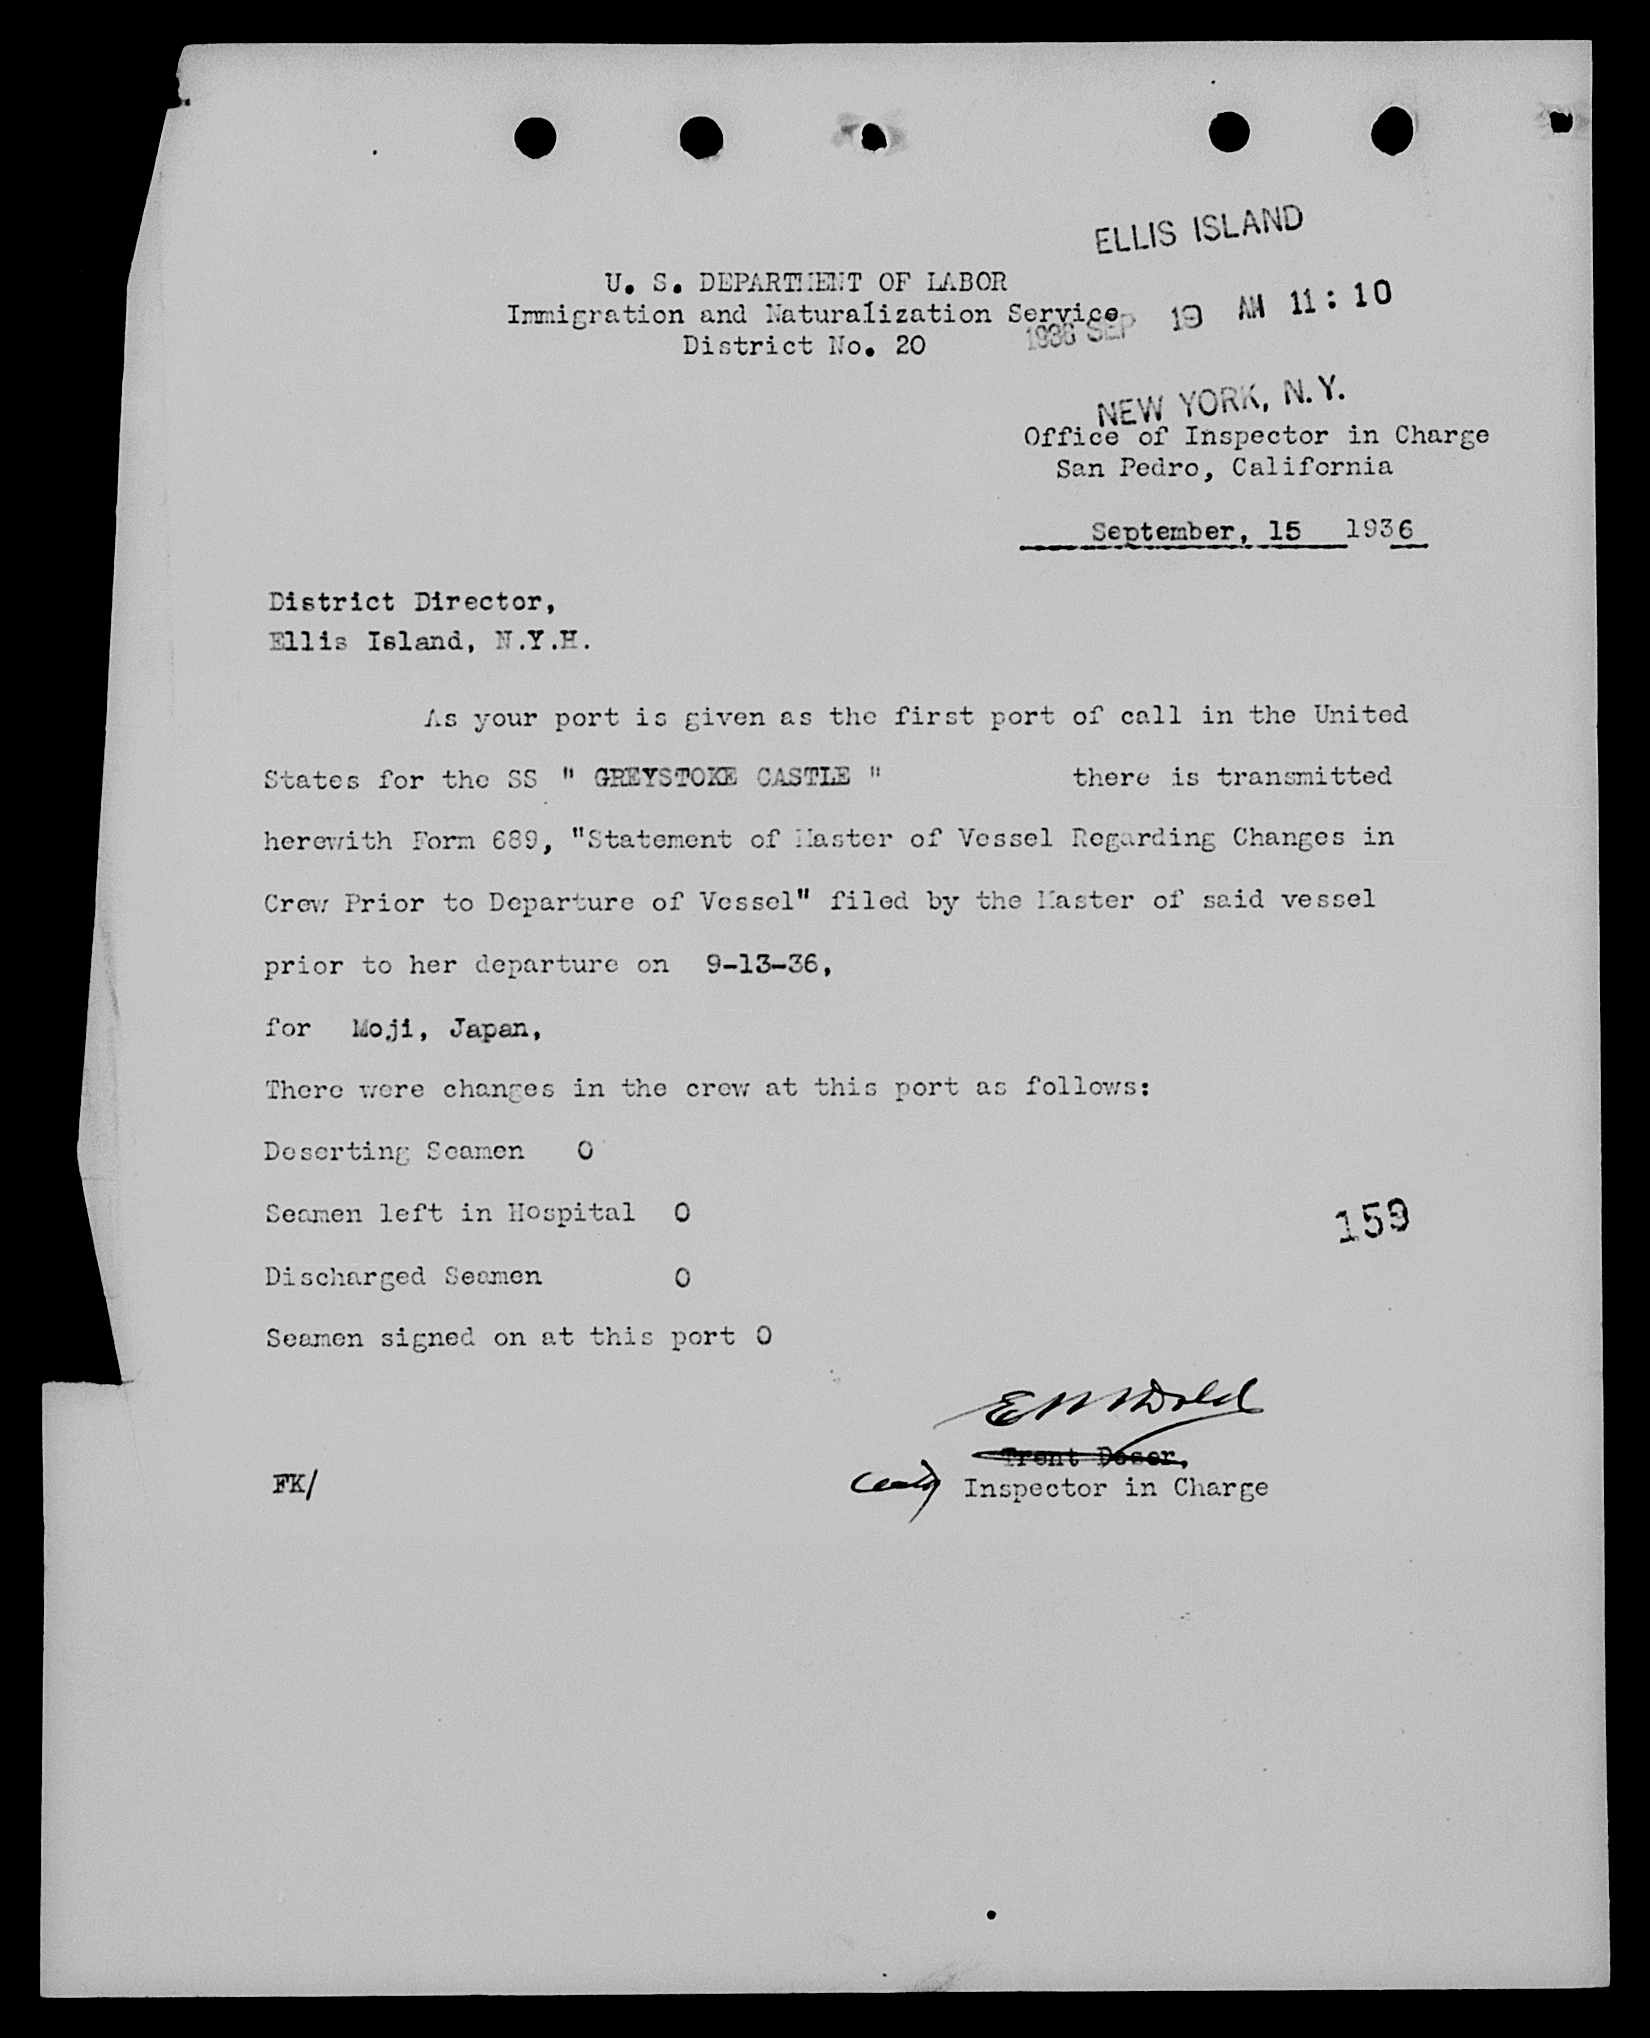 ELLIS ISLAND
U. S. DEPARTMENT OF LABOR
Immigration and Naturalization Service
District No. 20
1936 SEP 19 AM 11:10
NEW YORK, N.Y.
Office of Inspector in Charge
San Pedro, California
September, 15 1936
District Director,
Ellis Island, N.Y.H.
As your port is given as the first port of call in the United
States for the SS " GREYSTOKE CASTLE " there is transmitted
herewith Form 689, "Statement of Master of Vessel Regarding Changes in
Crew Prior to Departure of Vessel" filed by the Master of said vessel
prior to her departure on 9-13-36,
for Moji, Japan,
There were changes in the crew at this port as follows:
Deserting Seamen 0
Seamen left in Hospital 0
159
Discharged Seamen 0
Seamen signed on at this port 0
Trent Doser,
FK/ Inspector in Charge